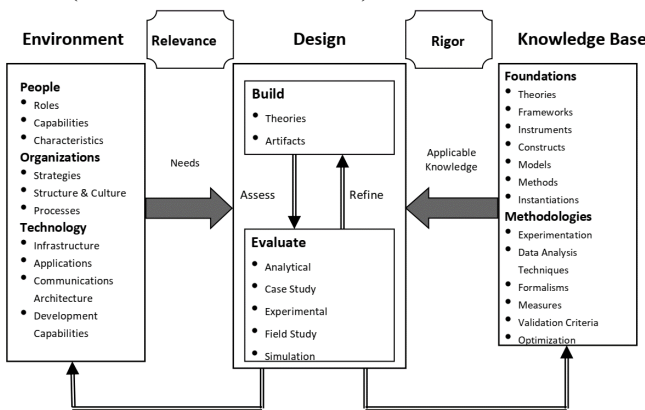 Environment
Relevance
Design
Rigor
Knowledge Base
People
• Roles
• Capabilities
• Characteristics
Organizations
• Strategies
• Structure & Culture
• Processes
Technology
• Infrastructure
• Applications
• Communications
Architecture
• Development
Capabilities
Needs
Build
• Theories
• Artifacts
Assess
Refine
Evaluate
• Analytical
• Case Study
• Experimental
• Field Study
• Simulation
Applicable
Knowledge
Foundations
• Theories
• Frameworks
• Instruments
• Constructs
• Models
• Methods
• Instantiations
Methodologies
• Experimentation
• Data Analysis
Techniques
• Formalisms
• Measures
• Validation Criteria
• Optimization